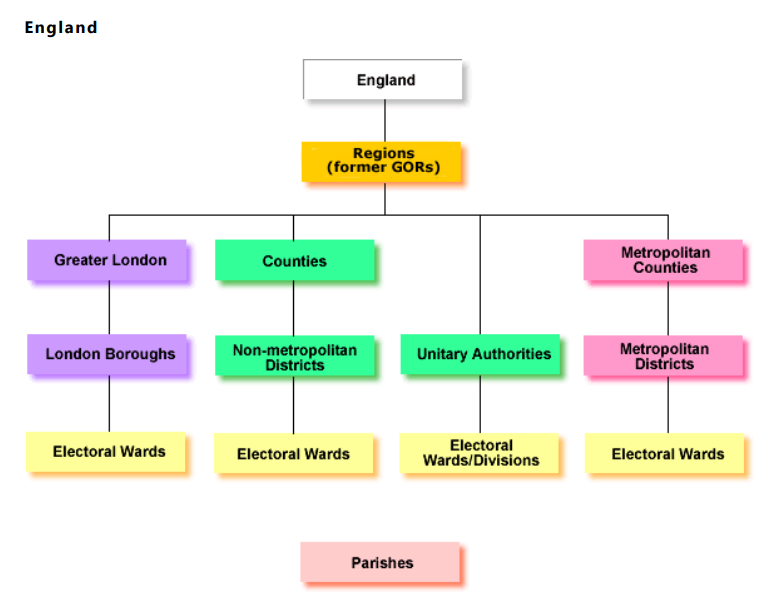 England
England
Regions
(former GORs)
Greater London
Counties
Metropolitan
Counties
London Boroughs
Non-metropolitan
Districts
Unitary Authorities
Metropolitan
Districts
Electoral Wards
Electoral Wards
Electoral
Wards/Divisions
Electoral Wards
Parishes